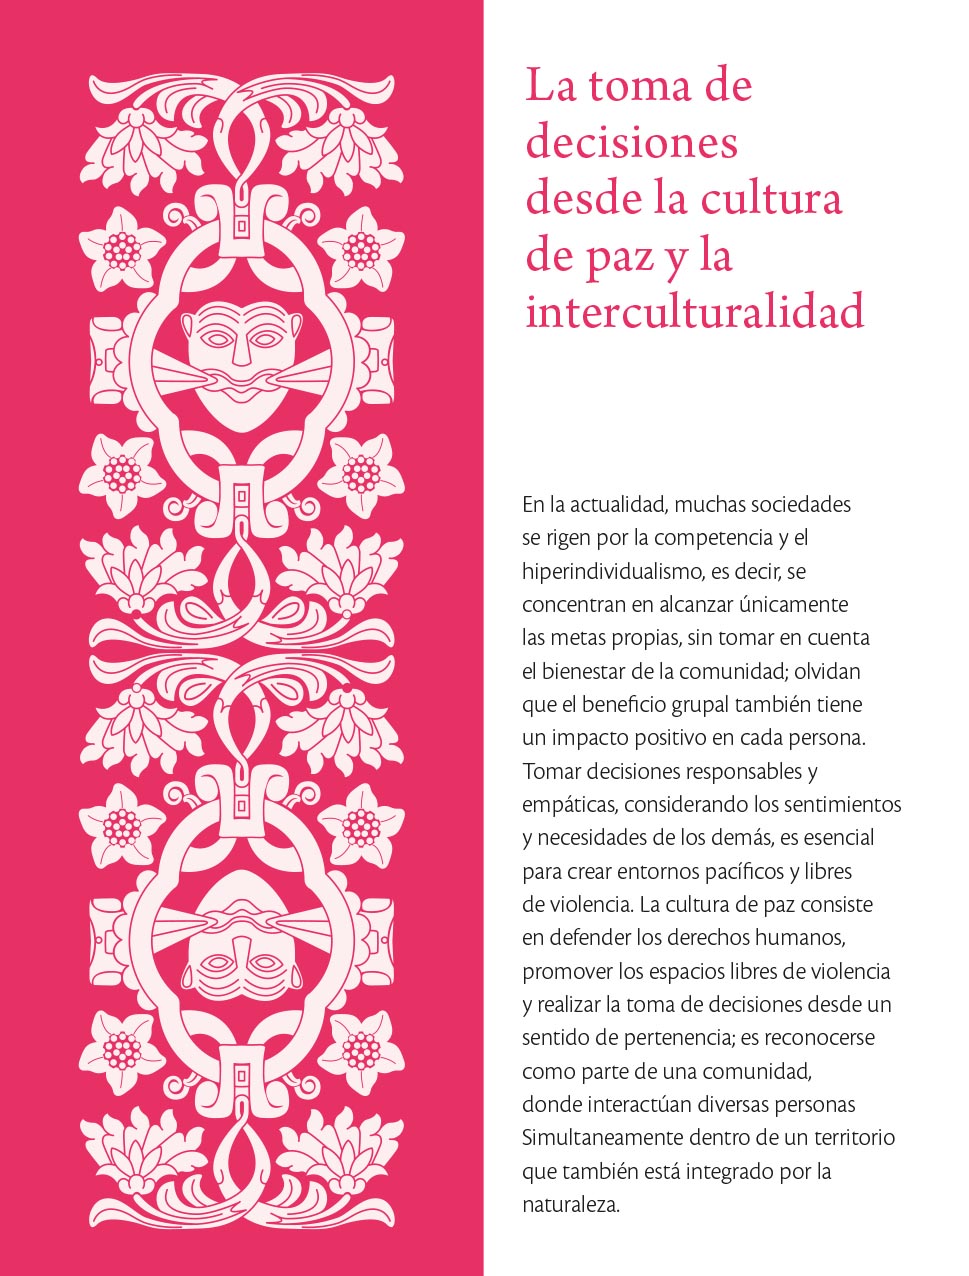 La toma de
decisiones
desde la cultura
de paz y la
interculturalidad
En la actualidad, muchas sociedades
se rigen por la competencia y el
hiperindividualismo, es decir, se
concentran en alcanzar únicamente
las metas propias, sin tomar en cuenta
el bienestar de la comunidad; olvidan
que el beneficio grupal también tiene
un impacto positivo en cada persona.
Tomar decisiones responsables y
empáticas, considerando los sentimientos
y necesidades de los demás, es esencial
para crear entornos pacíficos y libres
de violencia. La cultura de paz consiste
en defender los derechos humanos,
promover los espacios libres de violencia
y realizar la toma de decisiones desde un
sentido de pertenencia; es reconocerse
como parte de una comunidad,
donde interactúan diversas personas
Simultaneamente dentro de un territorio
que también está integrado por la
naturaleza.